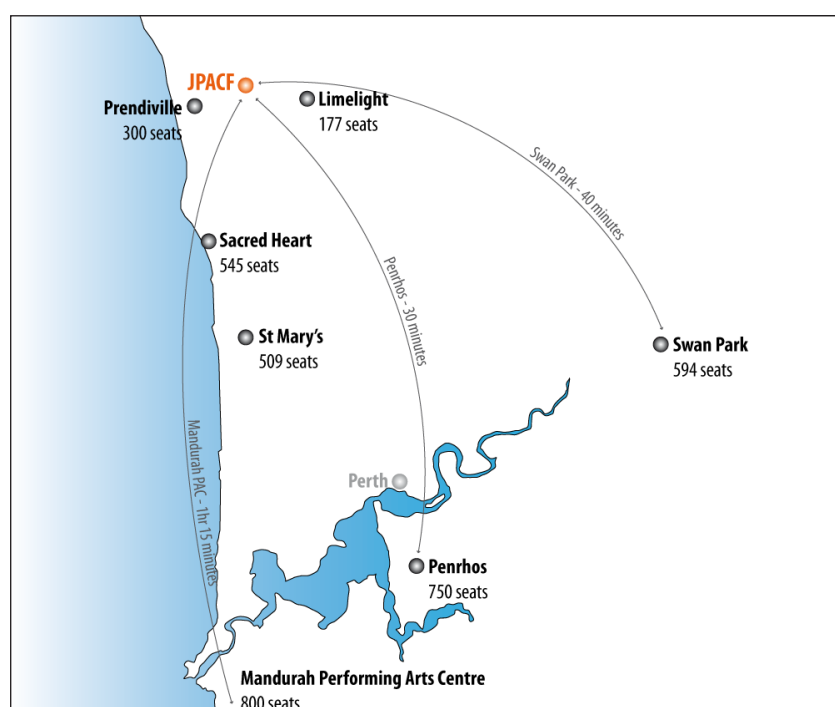 JPACF
Prendiville
300 seats
Limelight
177 seats
Swan Park - 40 minutes
Sacred Heart
545 seats
Penrhos - 30 minutes
St Mary's
509 seats
Swan Park
594 seats
Mandurah PAC - 1hr 15 minutes
Perth
Penrhos
750 seats
Mandurah Performing Arts Centre
800 seats